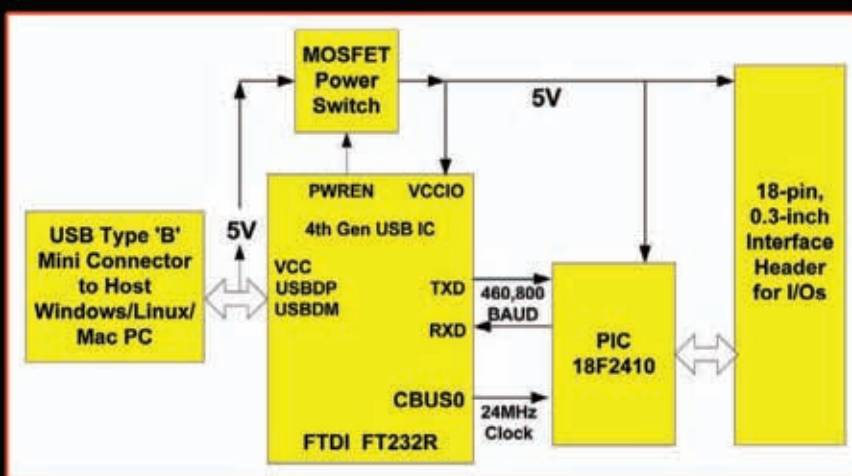 MOSFET
Power
Switch
5V
5V
USB Type 'B'
Mini Connector
to Host
Windows/Linux/
Mac PC
PWREN VCCIO
4th Gen USB IC
VCC
USBDP
USBDM
TXD
RXD
CBUS0
FTDI FT232R
460,800
BAUD
24MHz
Clock
PIC
18F2410
18-pin,
0.3-inch
Interface
Header
for I/Os